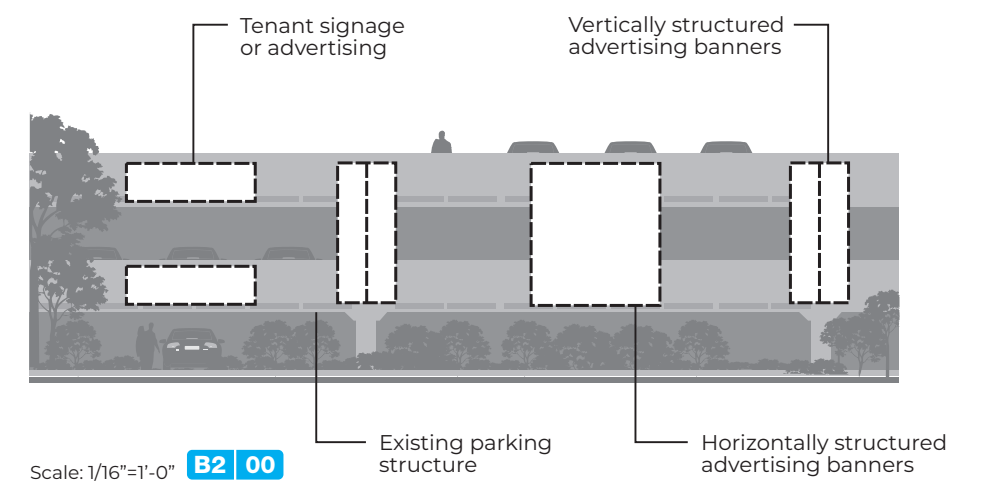 Tenant signage
or advertising
Vertically structured
advertising banners
Existing parking
structure
Horizontally structured
advertising banners
Scale: 1/16”=1’-0”
B2 00